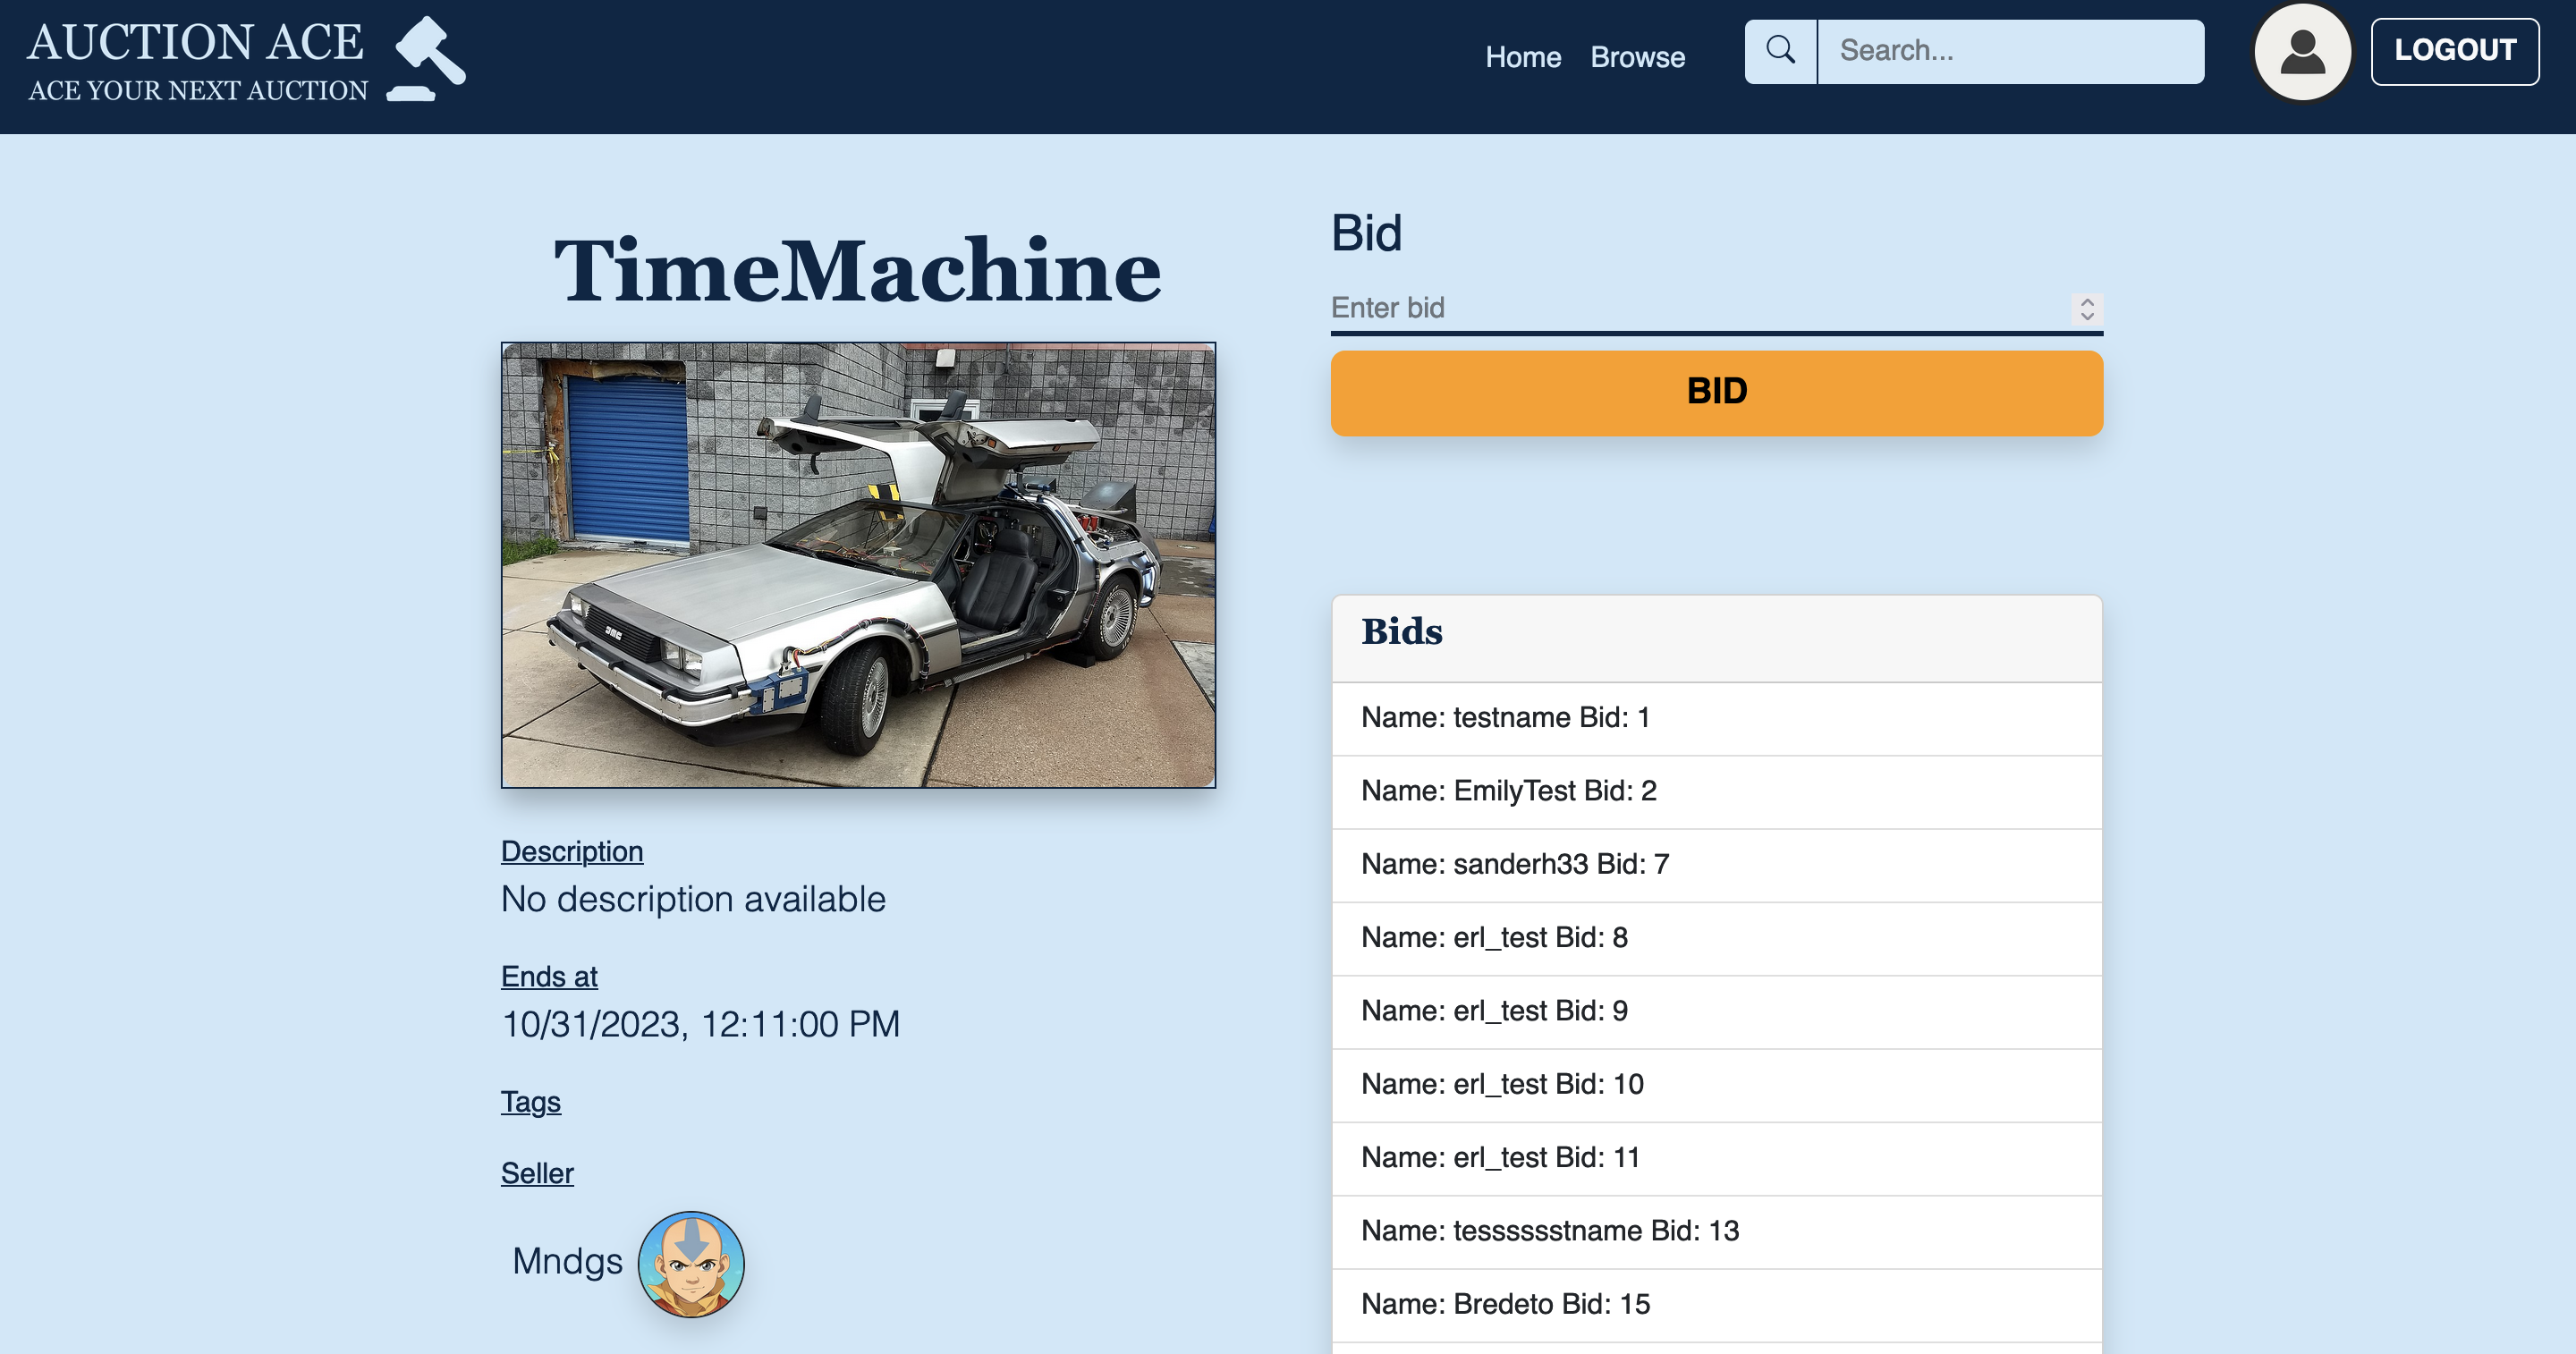 AUCTION ACE
ACE YOUR NEXT AUCTION
Home Browse Search... LOGOUT
TimeMachine
Description
No description available
Ends at
10/31/2023, 12:11:00 PM
Tags
Seller
Mndgs
Bid
Enter bid
BID
Bids
Name: testname Bid: 1
Name: EmilyTest Bid: 2
Name: sanderh33 Bid: 7
Name: erl_test Bid: 8
Name: erl_test Bid: 9
Name: erl_test Bid: 10
Name: erl_test Bid: 11
Name: tesssssstname Bid: 13
Name: Bredeto Bid: 15